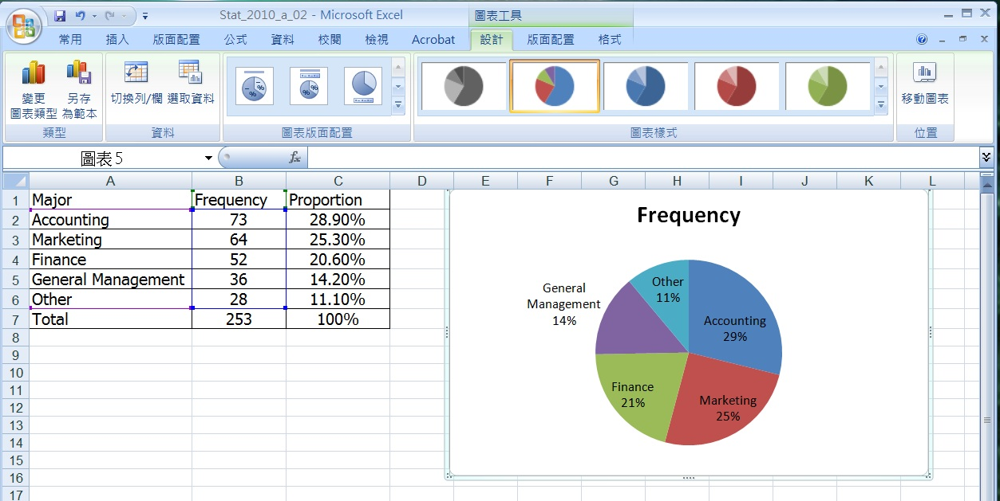 Stat_2010_a_02 - Microsoft Excel
圖表工具
常用 插入 版面配置 公式 資料 校閱 檢視 Acrobat 設計 版面配置 格式
變更
圖表類型
另存
為範本
切換列/欄 選取資料
移動圖表
類型 資料 圖表版面配置 圖表樣式 位置
圖表 5 fx
A B C D E F G H I J K L
1 Major Frequency Proportion
2 Accounting 73 28.90%
3 Marketing 64 25.30%
4 Finance 52 20.60%
5 General Management 36 14.20%
6 Other 28 11.10%
7 Total 253 100%
8
9
10
11
12
13
14
15
16
17
Frequency
Other
11%
General
Management
14%
Accounting
29%
Finance
21%
Marketing
25%